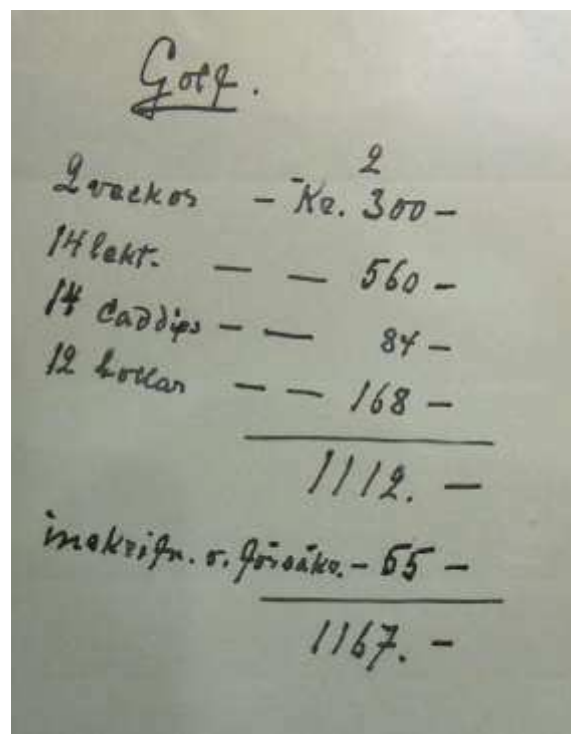 Golf.
2
2 veckor - Kr. 300 -
14 lekt. — — 560 -
14 Caddips - — 84 -
12 bollar — — 168 -
1112. —
inskrifn. o. försäkr. - 55 -
1167. -